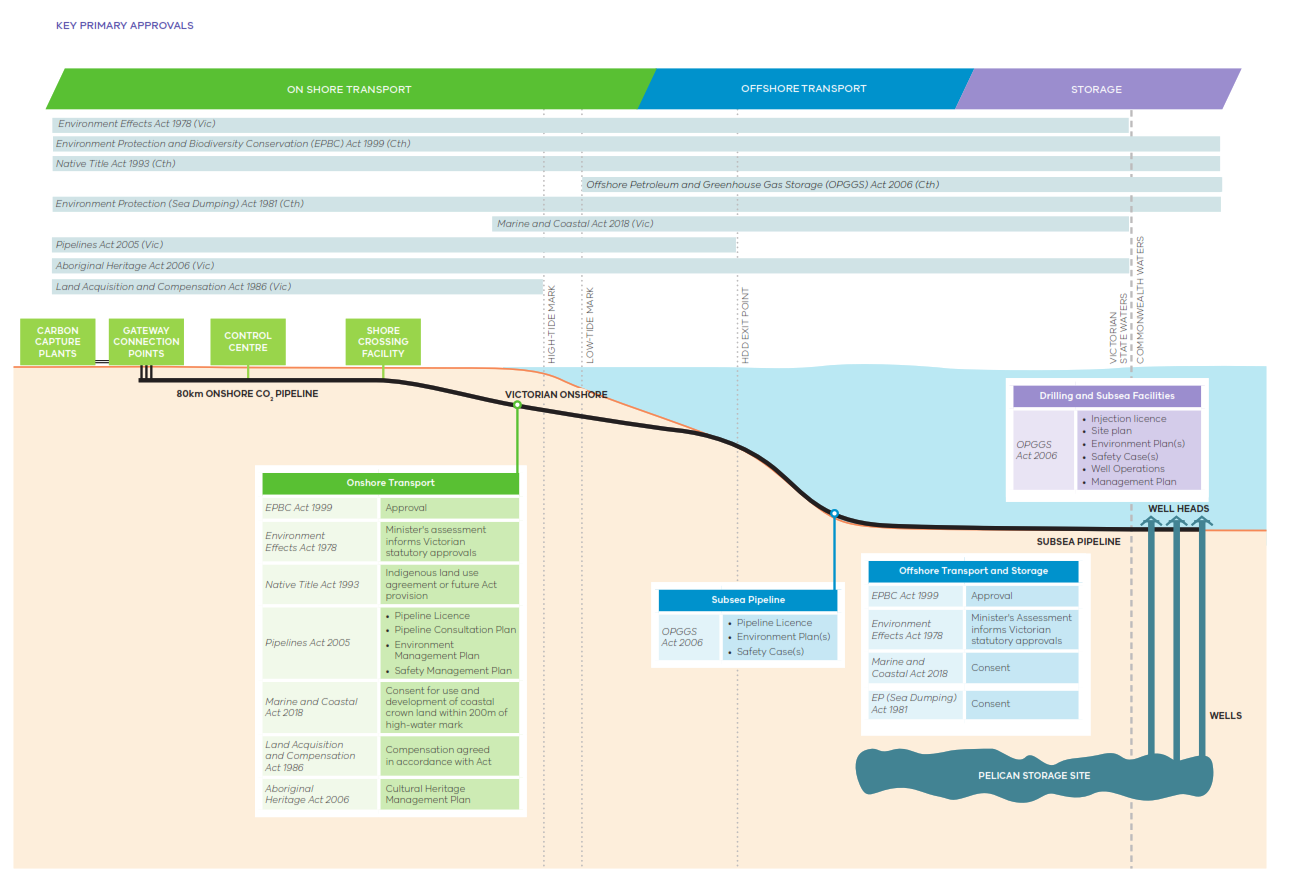 KEY PRIMARY APPROVALS
ON SHORE TRANSPORT
OFFSHORE TRANSPORT
STORAGE
Environment Effects Act 1978 (Vic)
Environment Protection and Biodiversity Conservation (EPBC) Act 1999 (Cth)
Native Title Act 1993 (Cth)
Offshore Petroleum and Greenhouse Gas Storage (OPGGS) Act 2006 (Cth)
Environment Protection (Sea Dumping) Act 1981 (Cth)
Marine and Coastal Act 2018 (Vic)
Pipelines Act 2005 (Vic)
Aboriginal Heritage Act 2006 (Vic)
Land Acquisition and Compensation Act 1986 (Vic)
HIGH-TIDE MARK
LOW-TIDE MARK
HDD EXIT POINT
VICTORIAN
STATE WATERS
COMMONWEALTH WATERS
CARBON
CAPTURE
PLANTS
GATEWAY
CONNECTION
POINTS
CONTROL
CENTRE
SHORE
CROSSING
FACILITY
80km ONSHORE CO₂ PIPELINE
VICTORIAN ONSHORE
Drilling and Subsea Facilities
OPGGS
Act 2006
• Injection licence
• Site plan
• Environment Plan(s)
• Safety Case(s)
• Well Operations
• Management Plan
WELL HEADS
SUBSEA PIPELINE
Onshore Transport
EPBC Act 1999
Approval
Environment
Effects Act 1978
Minister's assessment
informs Victorian
statutory approvals
Native Title Act 1993
Indigenous land use
agreement or future Act
provision
Pipelines Act 2005
• Pipeline Licence
• Pipeline Consultation Plan
• Environment
Management Plan
• Safety Management Plan
Marine and Coastal
Act 2018
Consent for use and
development of coastal
crown land within 200m of
high-water mark
Land Acquisition
and Compensation
Act 1986
Compensation agreed
in accordance with Act
Aboriginal
Heritage Act 2006
Cultural Heritage
Management Plan
Subsea Pipeline
OPGGS
Act 2006
• Pipeline Licence
• Environment Plan(s)
• Safety Case(s)
Offshore Transport and Storage
EPBC Act 1999
Approval
Environment
Effects Act 1978
Minister's Assessment
informs Victorian
statutory approvals
Marine and
Coastal Act 2018
Consent
EP (Sea Dumping)
Act 1981
Consent
WELLS
PELICAN STORAGE SITE